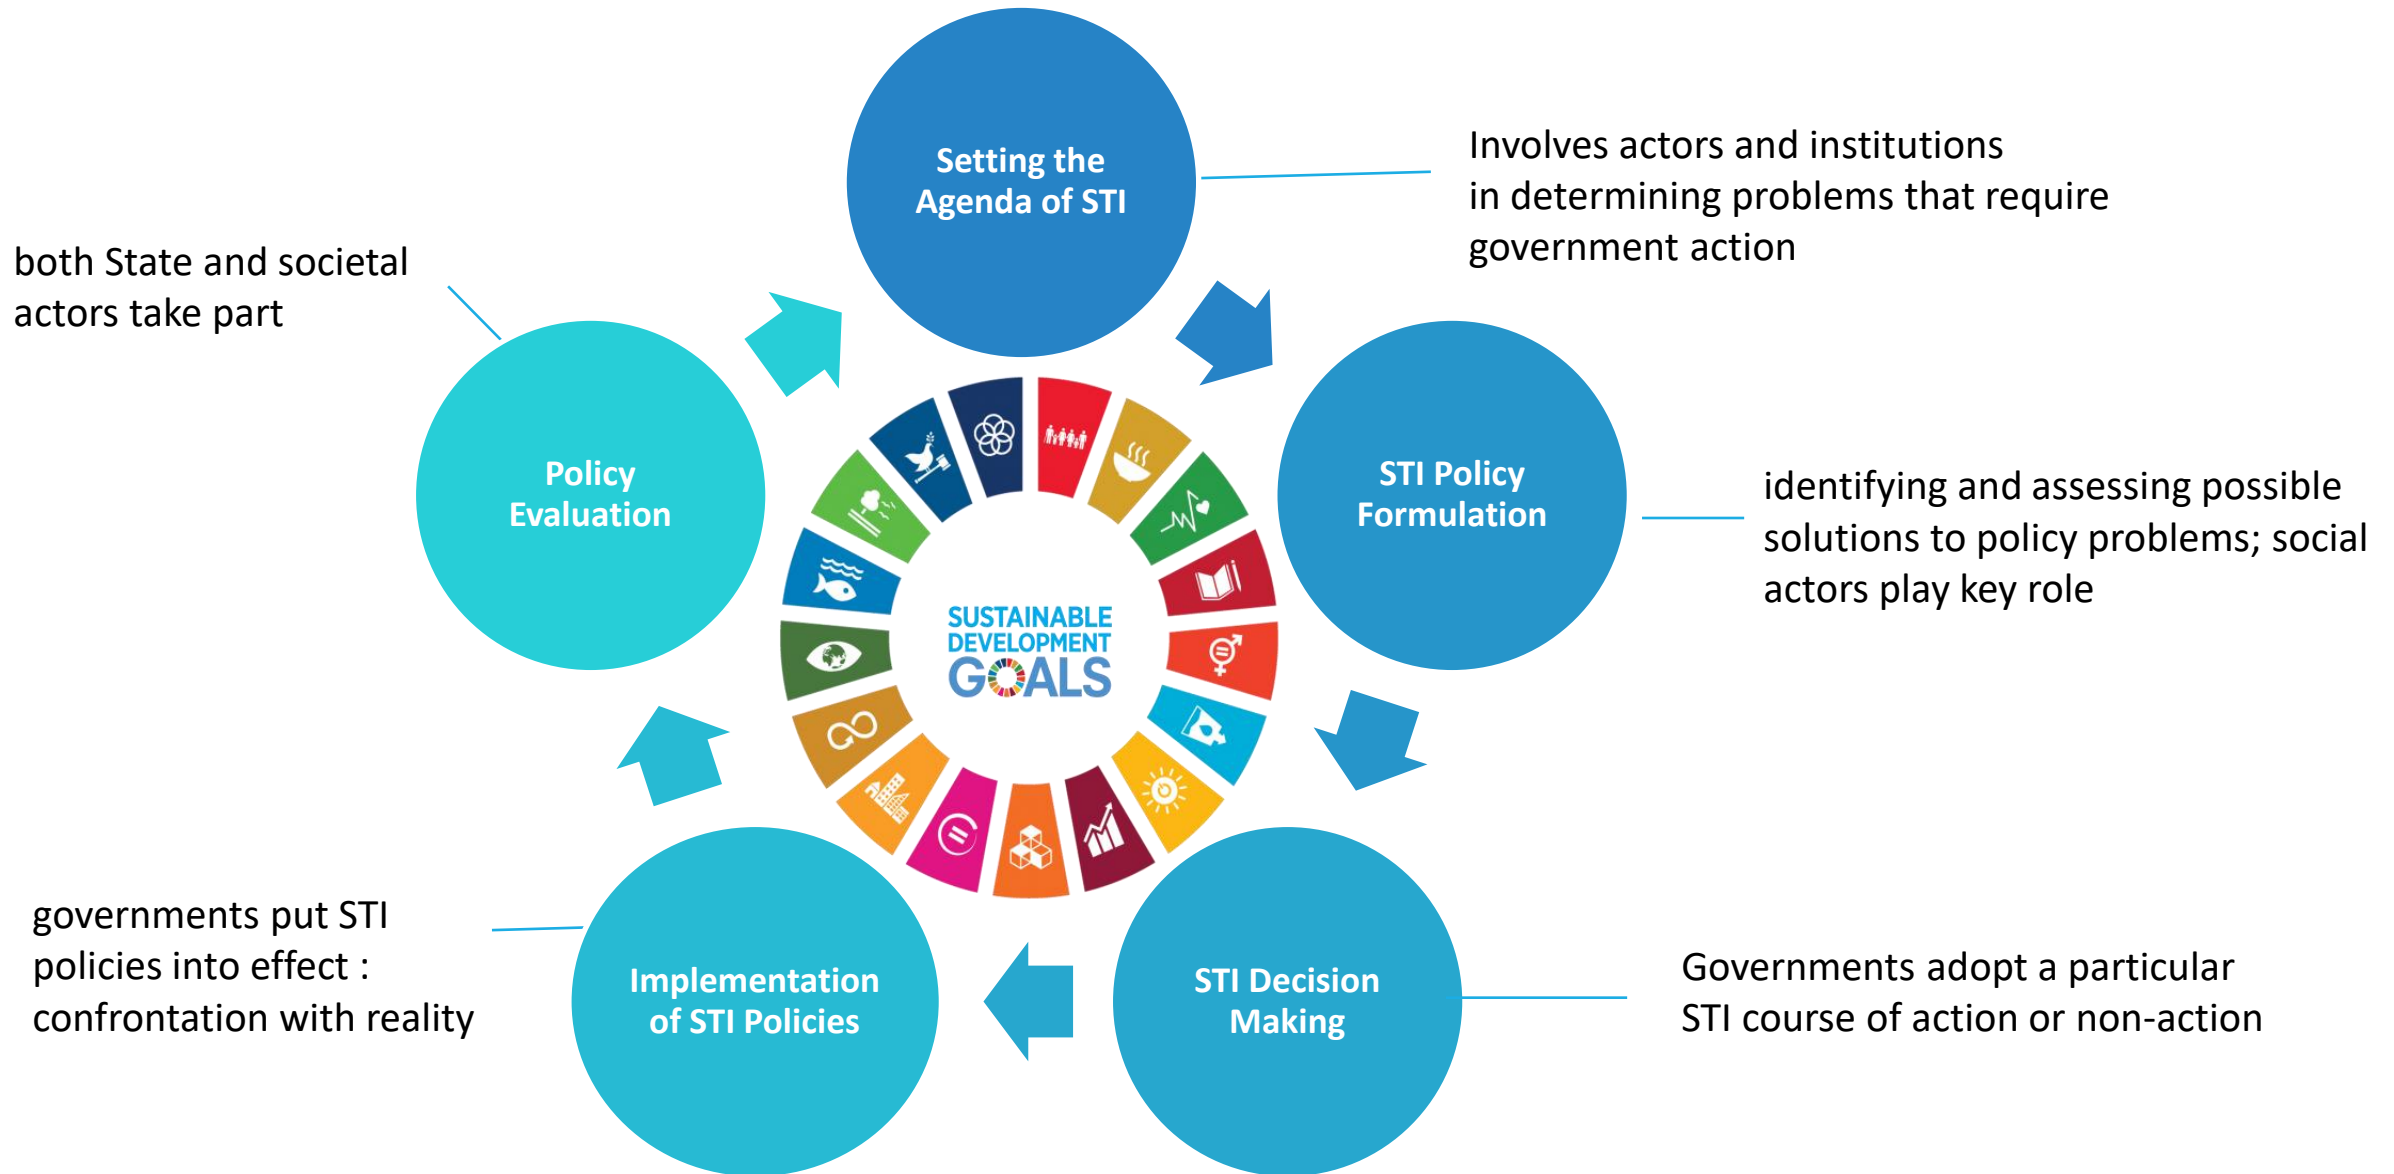 Setting the
Agenda of STI
Involves actors and institutions
in determining problems that require
government action
STI Policy
Formulation
identifying and assessing possible
solutions to policy problems; social
actors play key role
STI Decision
Making
Governments adopt a particular
STI course of action or non-action
Implementation
of STI Policies
governments put STI
policies into effect :
confrontation with reality
Policy
Evaluation
both State and societal
actors take part
SUSTAINABLE
DEVELOPMENT
GOALS